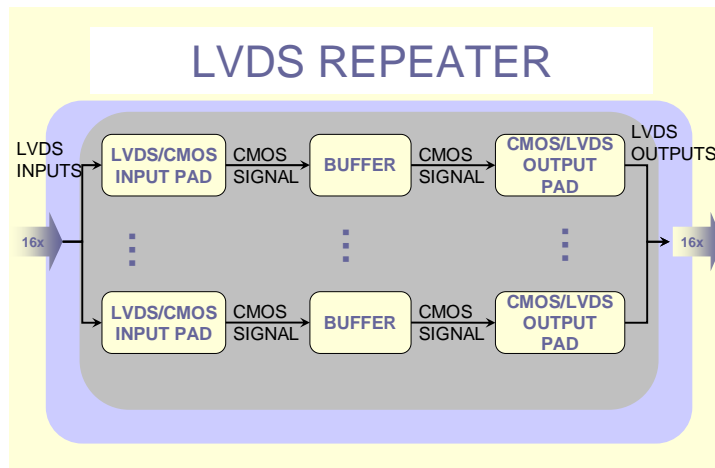 LVDS REPEATER
LVDS
INPUTS
LVDS/CMOS
INPUT PAD
CMOS
SIGNAL
BUFFER
CMOS
SIGNAL
CMOS/LVDS
OUTPUT
PAD
LVDS
OUTPUTS
16x
16x
LVDS/CMOS
INPUT PAD
CMOS
SIGNAL
BUFFER
CMOS
SIGNAL
CMOS/LVDS
OUTPUT
PAD